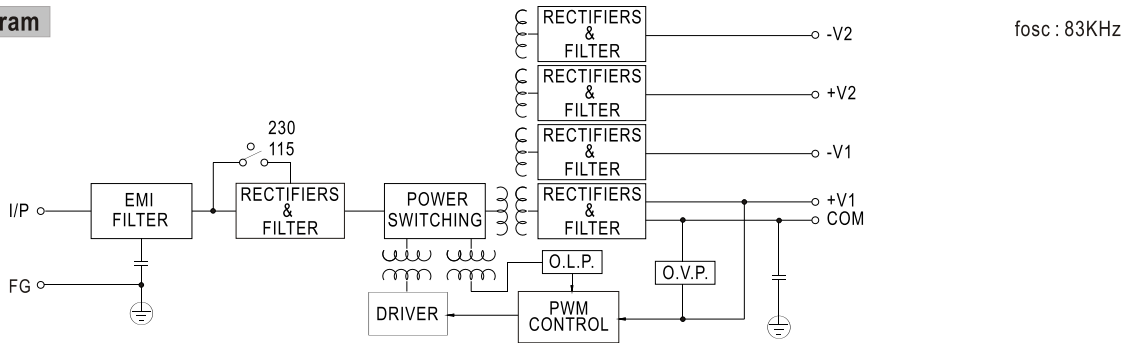 ram
fosc : 83KHz
RECTIFIERS
&
FILTER
-V2
RECTIFIERS
&
FILTER
+V2
RECTIFIERS
&
FILTER
-V1
230
115
I/P
EMI
FILTER
RECTIFIERS
&
FILTER
POWER
SWITCHING
RECTIFIERS
&
FILTER
+V1
COM
O.L.P.
O.V.P.
FG
DRIVER
PWM
CONTROL